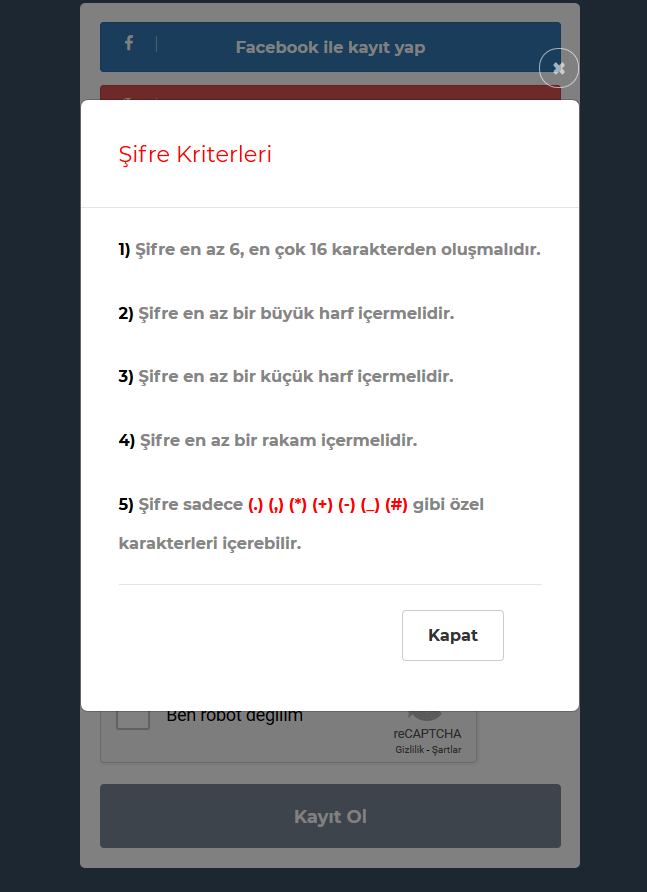 Facebook ile kayıt yap
Şifre Kriterleri
1) Şifre en az 6, en çok 16 karakterden oluşmalıdır.
2) Şifre en az bir büyük harf içermelidir.
3) Şifre en az bir küçük harf içermelidir.
4) Şifre en az bir rakam içermelidir.
5) Şifre sadece (.) (,) (*) (+) (-) (_) (#) gibi özel
karakterleri içerebilir.
Kapat
Ben robot değilim
reCAPTCHA
Gizlilik - Şartlar
Kayıt Ol